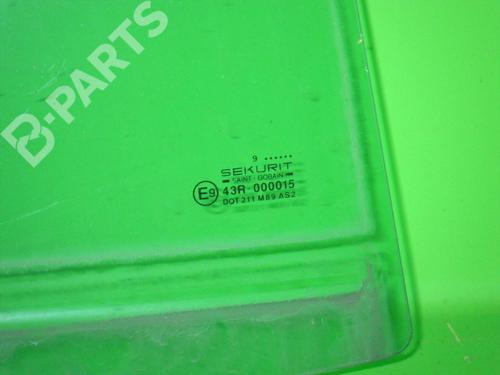 B-PARTS
9 ••••••
SEKURIT
SAINT-GOBAIN
E9 43R-000015
DOT 211 M89 AS2